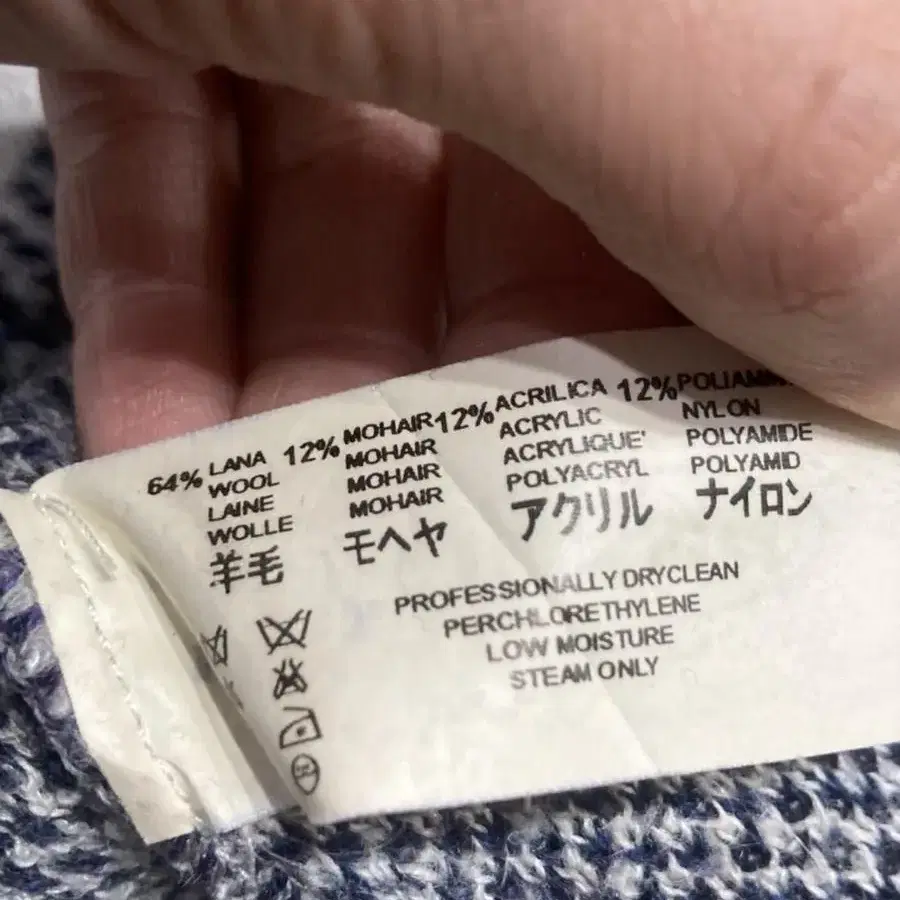 64% LANA 12% MOHAIR 12% ACRILICA 12%
WOOL MOHAIR ACRYLIC NYLON
LAINE MOHAIR ACRYLIQUE' POLYAMIDE
WOLLE MOHAIR POLYACRYL POLYAMID
羊毛 モヘヤ アクリル ナイロン
PROFESSIONALLY DRYCLEAN
PERCHLORETHYLENE
LOW MOISTURE
STEAM ONLY